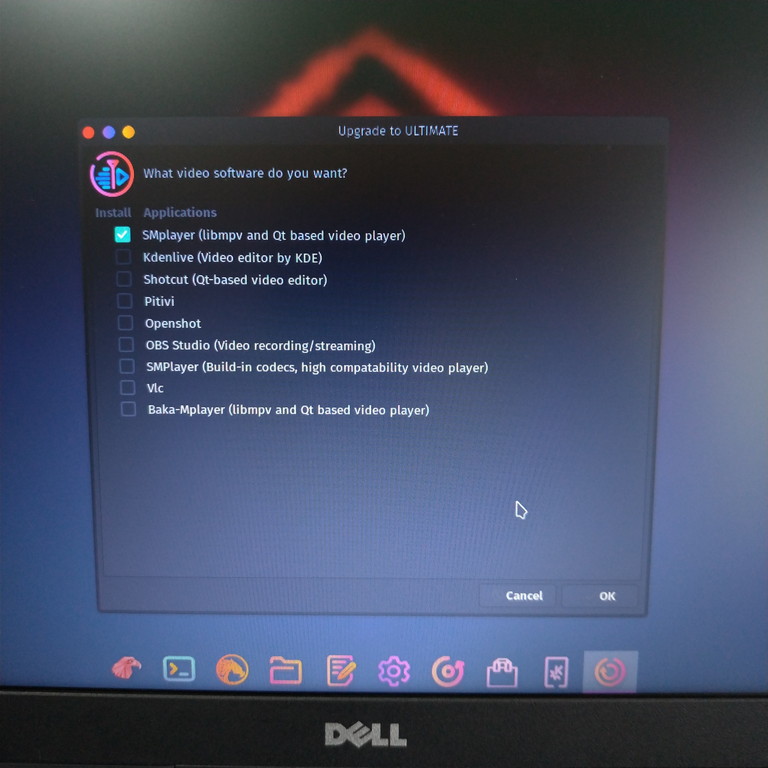 Upgrade to ULTIMATE
What video software do you want?
Install Applications
SMplayer (libmpv and Qt based video player)
Kdenlive (Video editor by KDE)
Shotcut (Qt-based video editor)
Pitivi
Openshot
OBS Studio (Video recording/streaming)
SMPlayer (Build-in codecs, high compatability video player)
Vlc
Baka-Mplayer (libmpv and Qt based video player)
Cancel OK
DELL